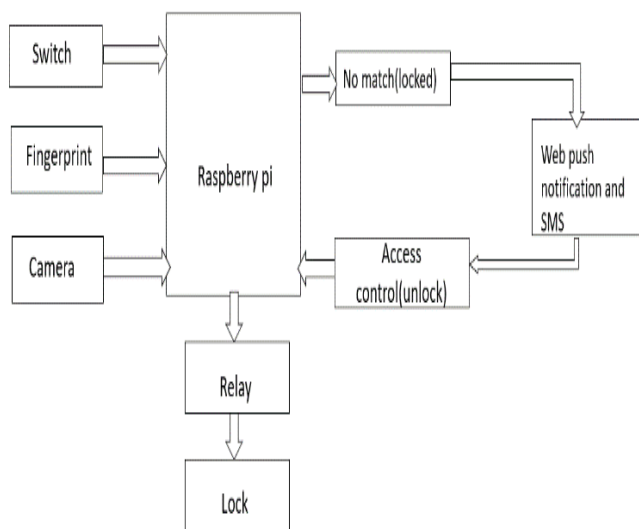 Switch
Fingerprint
Camera
Raspberry pi
No match(locked)
Web push
notification and
SMS
Access
control(unlock)
Relay
Lock